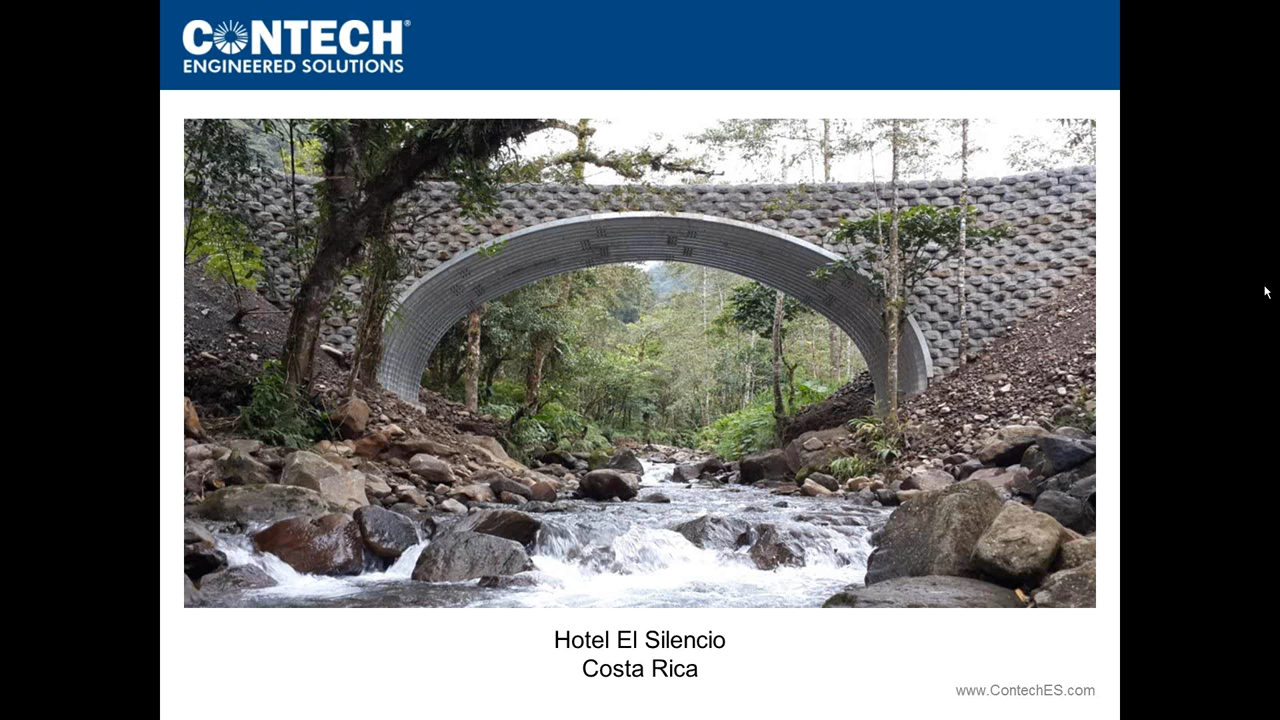 CONTECH®
ENGINEERED SOLUTIONS
Hotel El Silencio
Costa Rica
www.ContechES.com